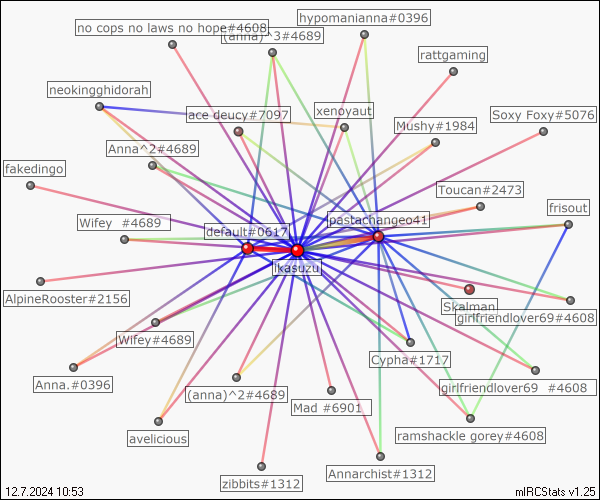 hypomanianna#0396
no cops no laws no hope#4608
(anna)^3#4689
rattgaming
neokingghidorah
ace deucy#7097
xenoyaut
Soxy Foxy#5076
Mushy#1984
Anna^2#4689
fakedingo
Toucan#2473
frisout
Wifey #4689
pastachangeo41
default#0617
ikasuzu
AlpineRooster#2156
Skalman
girlfriendlover69#4608
Wifey#4689
Cypha#1717
Anna.#0396
girlfriendlover69 #4608
(anna)^2#4689
Mad #6901
avelicious
ramshackle gorey#4608
Annarchist#1312
zibbits#1312
12.7.2024 10:53
mIRCStats v1.25